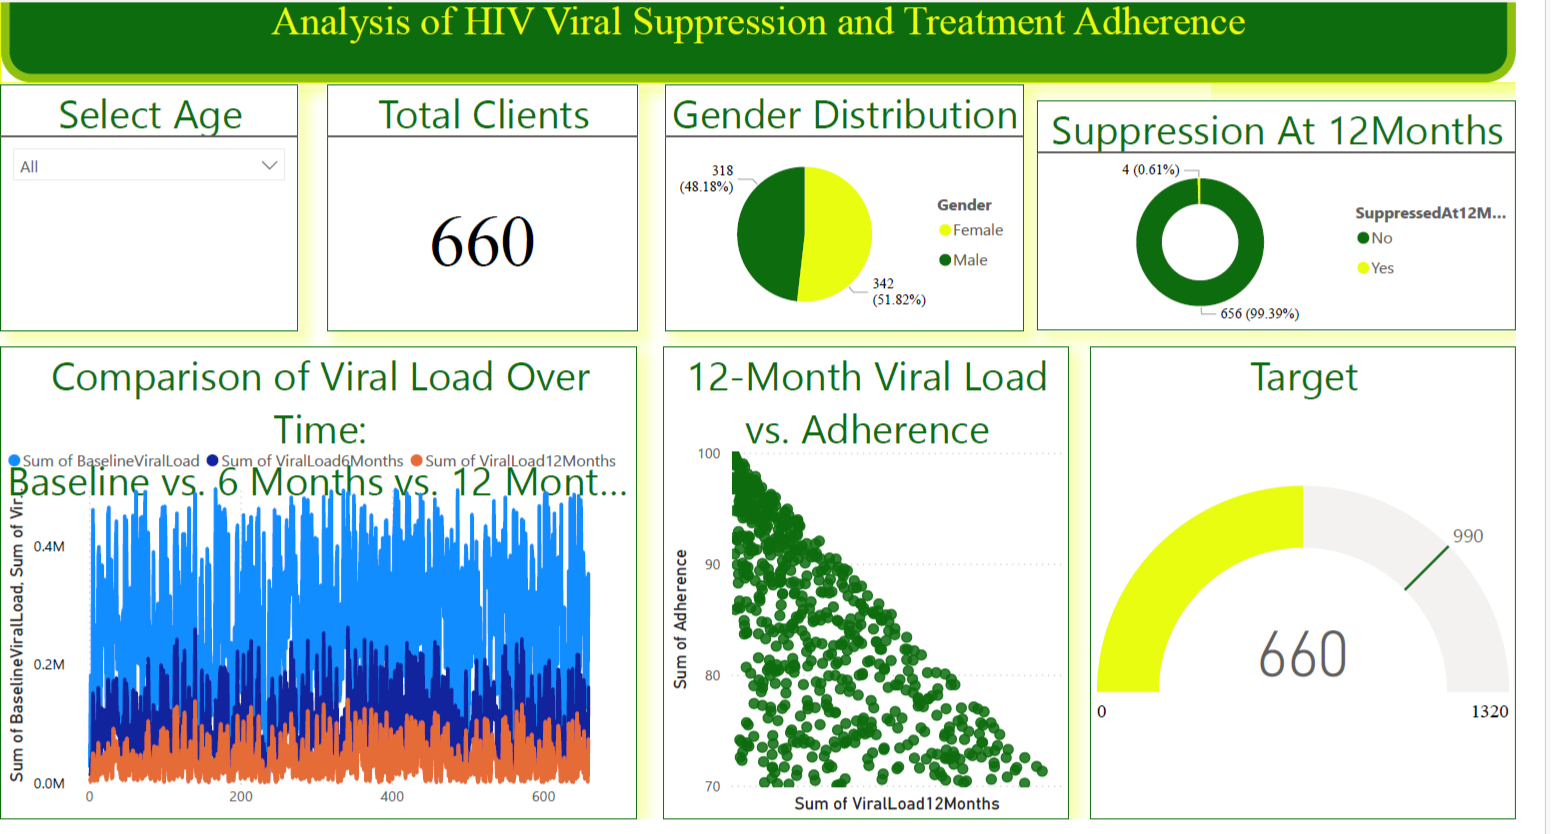 Analysis of HIV Viral Suppression and Treatment Adherence
Select Age
All
Total Clients
660
Gender Distribution
318
(48.18%)
342
(51.82%)
Gender
Female
Male
Suppression At 12Months
4 (0.61%)
656 (99.39%)
SuppressedAt12M...
No
Yes
Comparison of Viral Load Over
Time:
Baseline vs. 6 Months vs. 12 Mont...
Sum of BaselineViralLoad
Sum of ViralLoad6Months
Sum of ViralLoad12Months
Sum of BaselineViralLoad, Sum of Vir...
0.4M
0.2M
0.0M
0
200
400
600
12-Month Viral Load
vs. Adherence
Sum of Adherence
100
90
80
70
Sum of ViralLoad12Months
Target
990
660
0
1320